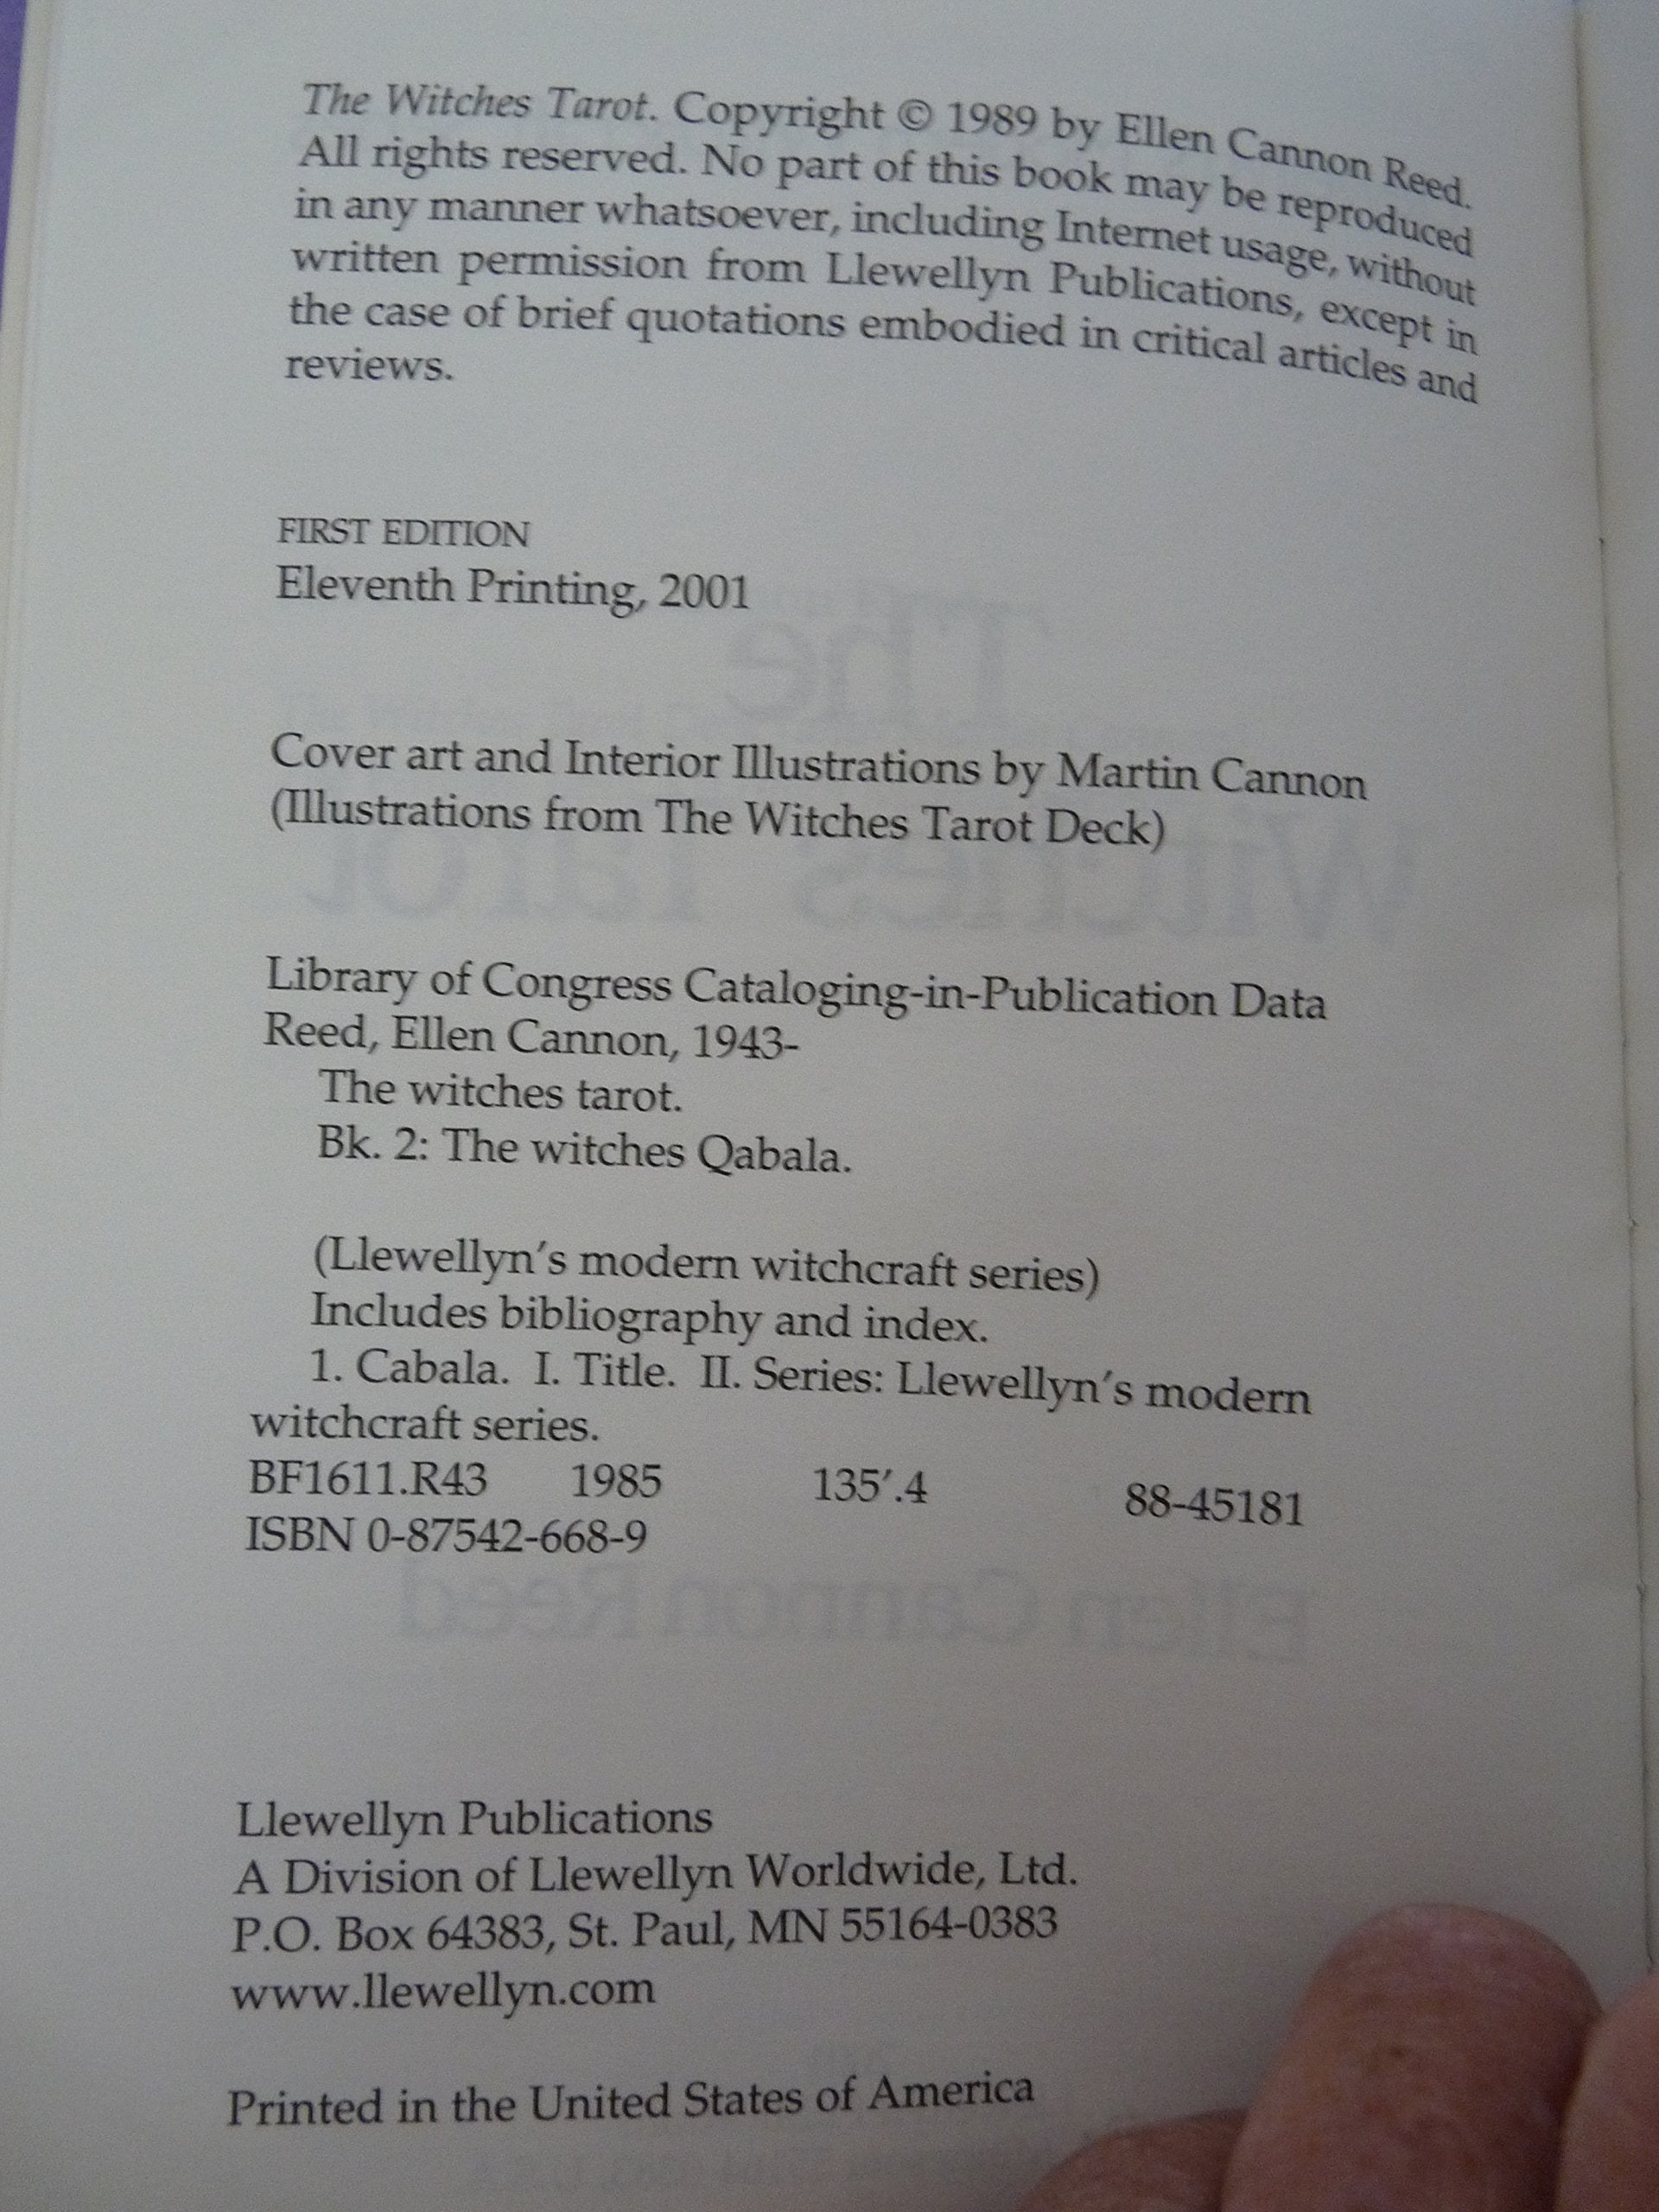 The Witches Tarot. Copyright © 1989 by Ellen Cannon Reed.
All rights reserved. No part of this book may be reproduced
in any manner whatsoever, including Internet usage, without
written permission from Llewellyn Publications, except in
the case of brief quotations embodied in critical articles and
reviews.
FIRST EDITION
Eleventh Printing, 2001
The
Cover art and Interior Illustrations by Martin Cannon
(Illustrations from The Witches Tarot Deck)
Witches Tarot
Library of Congress Cataloging-in-Publication Data
Reed, Ellen Cannon, 1943-
The witches tarot.
Bk. 2: The witches Qabala.
(Llewellyn's modern witchcraft series)
Includes bibliography and index.
1. Cabala. I. Title. II. Series: Llewellyn's modern
witchcraft series.
BF1611.R43 1985 135′.4 88-45181
ISBN 0-87542-668-9
Ellen Cannon Reed
Llewellyn Publications
A Division of Llewellyn Worldwide, Ltd.
P.O. Box 64383, St. Paul, MN 55164-0383
www.llewellyn.com
Printed in the United States of America